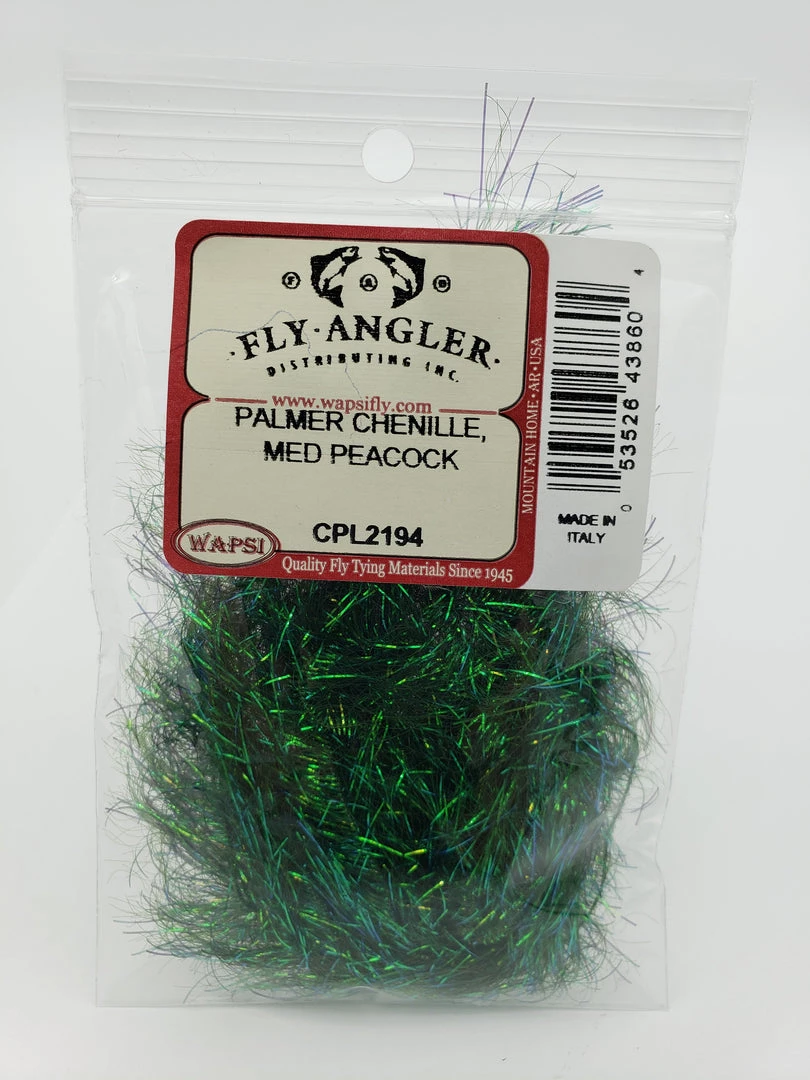 F A D
FLY·ANGLER
DISTRIBUTING INC.
www.wapsifly.com
PALMER CHENILLE,
MED PEACOCK
CPL2194
WAPSI
Quality Fly Tying Materials Since 1945
MOUNTAIN HOME·AR·USA
0 53526 43860 4
MADE IN
ITALY